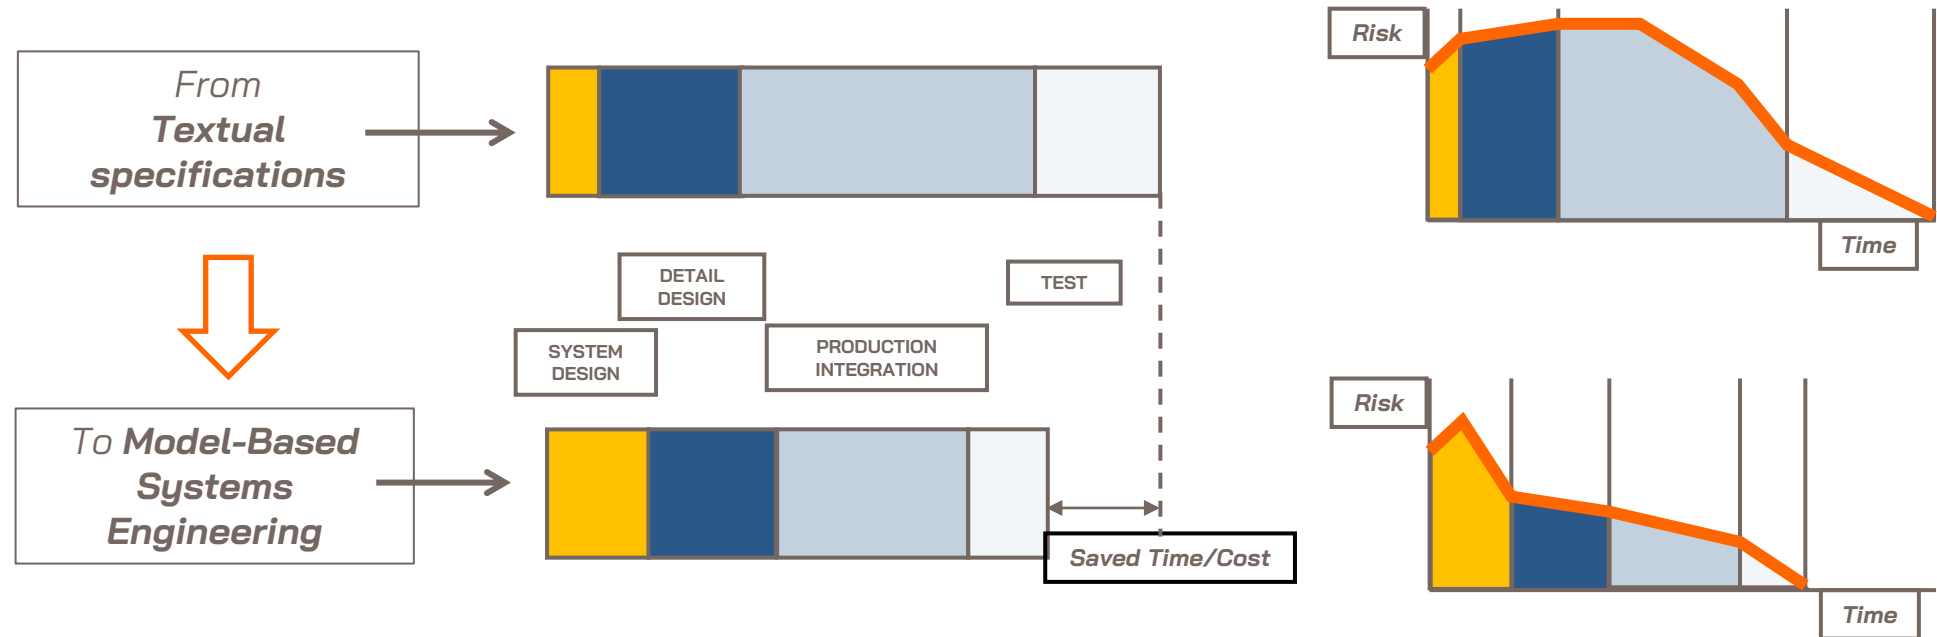 From
Textual
specifications
Risk
Time
DETAIL
DESIGN
TEST
SYSTEM
DESIGN
PRODUCTION
INTEGRATION
To Model-Based
Systems
Engineering
Saved Time/Cost
Risk
Time